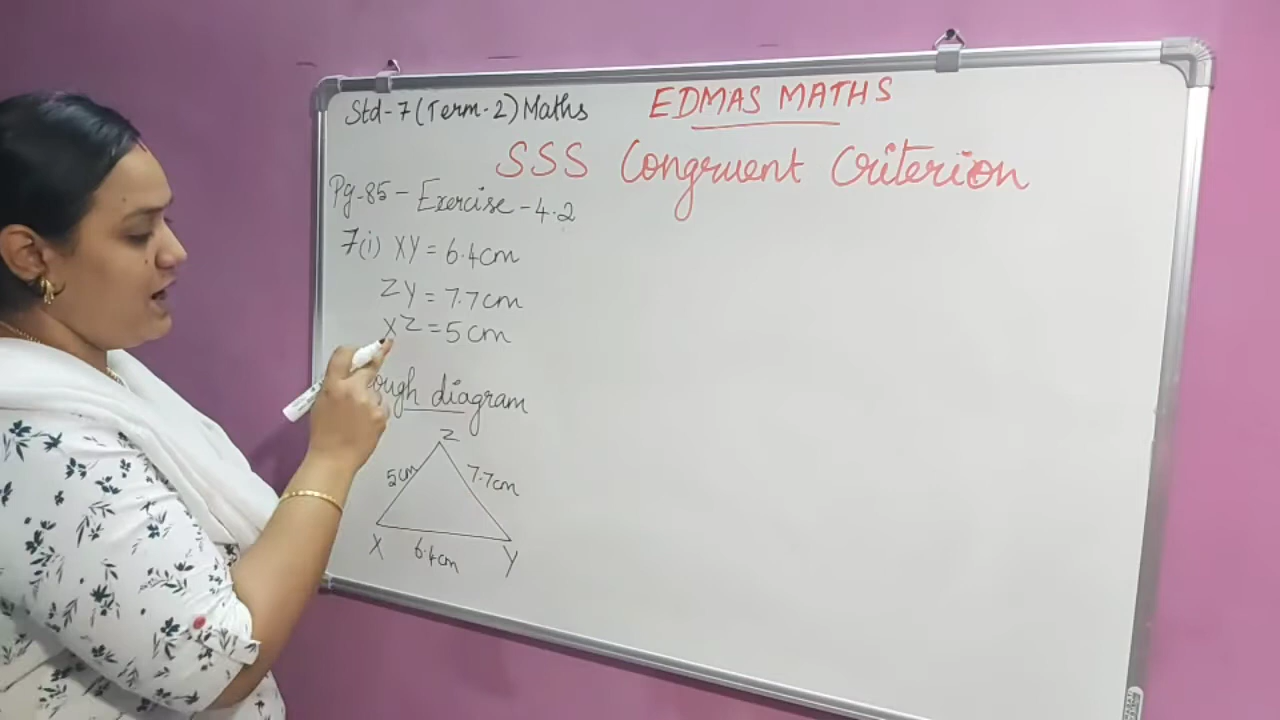 Std-7 (Term-2) Maths
EDMAS MATHS
SSS Congruent Criterion
Pg-85 - Exercise - 4.2
7(i) XY = 6.4cm
ZY = 7.7cm
XZ = 5cm
diagram
Z
5cm
7.7cm
X
6.4cm
Y